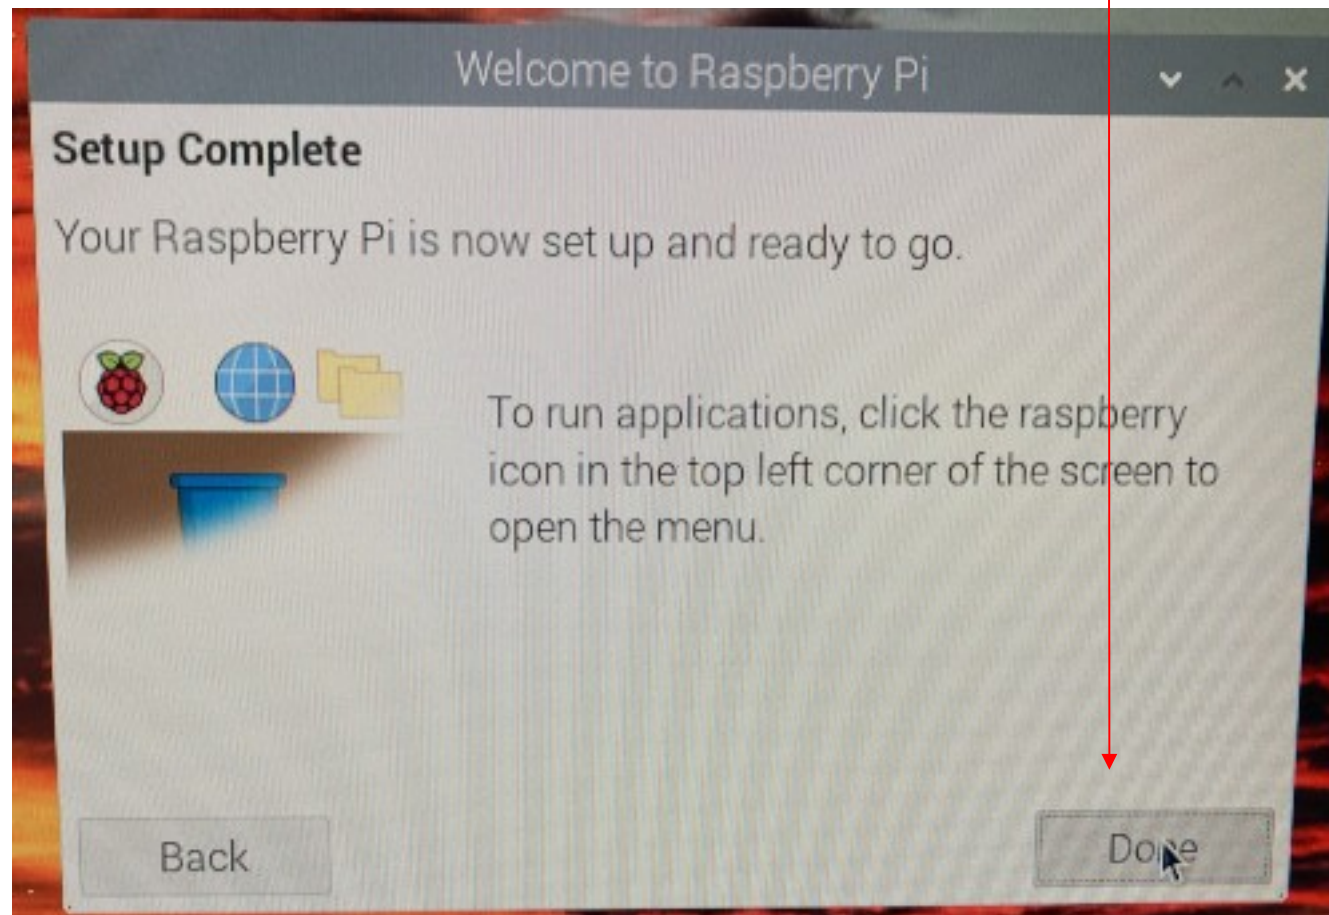 Welcome to Raspberry Pi
Setup Complete
Your Raspberry Pi is now set up and ready to go.
To run applications, click the raspberry
icon in the top left corner of the screen to
open the menu.
Back
Done